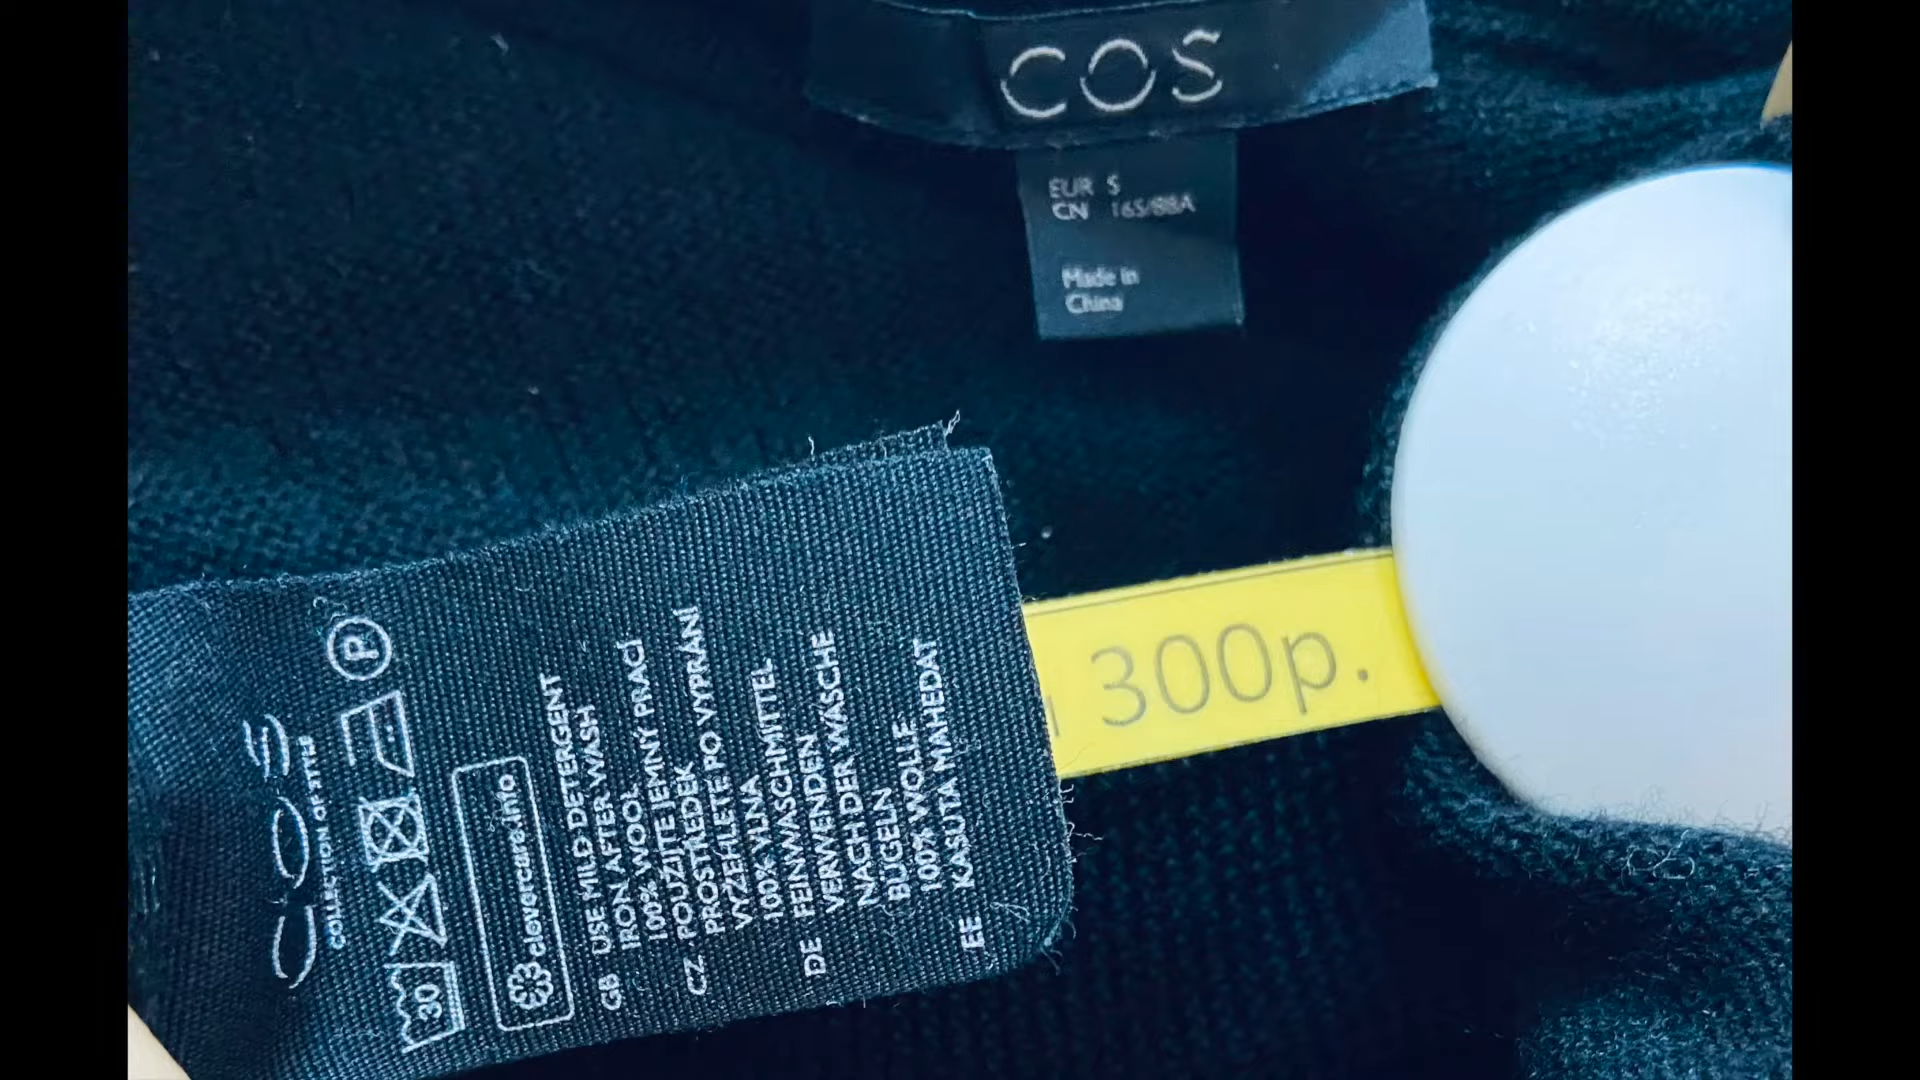 COS
EUR S
CN 165/88A
Made in
China
300р.
COS
COLLECTION OF STYLE
30
P
clevercare.info
GB USE MILD DETERGENT
IRON AFTER WASH
100% WOOL
CZ POUŽIJTE JEMNÝ PRACÍ
PROSTŘEDEK
VYŽEHLETE PO VYPRÁNÍ
100% VLNA
DE FEINWASCHMITTEL
VERWENDEN
NACH DER WÄSCHE
BÜGELN
100% WOLLE
EE KASUTA MAHEDAT